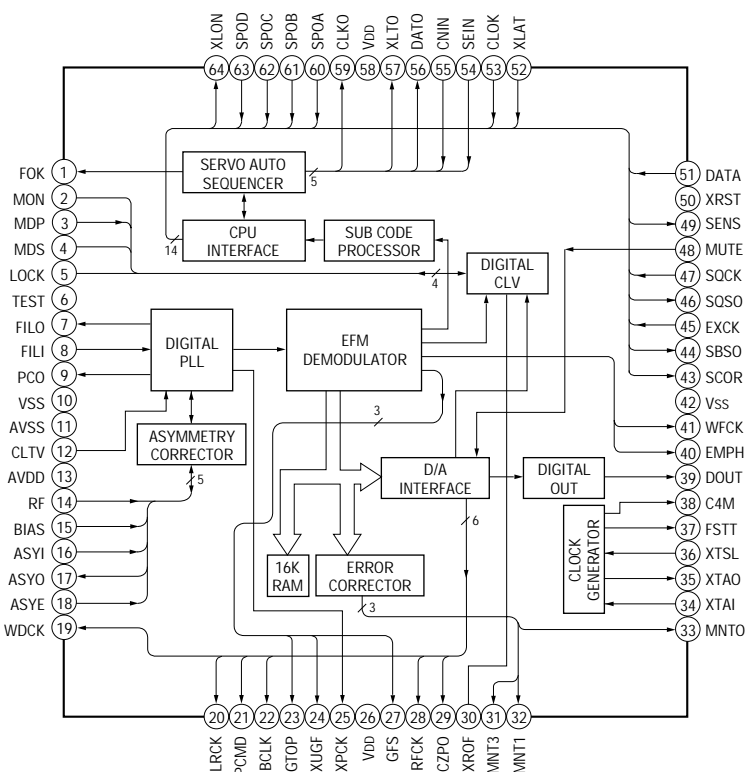 XLON
SPOD
SPOC
SPOB
SPOA
CLKO
VDD
XLTO
DATO
CNIN
SEIN
CLOK
XLAT
64 63 62 61 60 59 58 57 56 55 54 53 52
FOK 1
MON 2
MDP 3
MDS 4
LOCK 5
TEST 6
FILO 7
FILI 8
PCO 9
VSS 10
AVSS 11
CLTV 12
AVDD 13
RF 14
BIAS 15
ASYI 16
ASYO 17
ASYE 18
WDCK 19
SERVO AUTO
SEQUENCER
5
CPU
INTERFACE
14
SUB CODE
PROCESSOR
DIGITAL
CLV
4
DIGITAL
PLL
EFM
DEMODULATOR
3
ASYMMETRY
CORRECTOR
5
D/A
INTERFACE
6
DIGITAL
OUT
CLOCK
GENERATOR
16K
RAM
ERROR
CORRECTOR
3
51 DATA
50 XRST
49 SENS
48 MUTE
47 SQCK
46 SQSO
45 EXCK
44 SBSO
43 SCOR
42 VSS
41 WFCK
40 EMPH
39 DOUT
38 C4M
37 FSTT
36 XTSL
35 XTAO
34 XTAI
33 MNTO
20 21 22 23 24 25 26 27 28 29 30 31 32
LRCK
PCMD
BCLK
GTOP
XUGF
XPCK
VDD
GFS
RFCK
CZPO
XROF
MNT3
MNT1